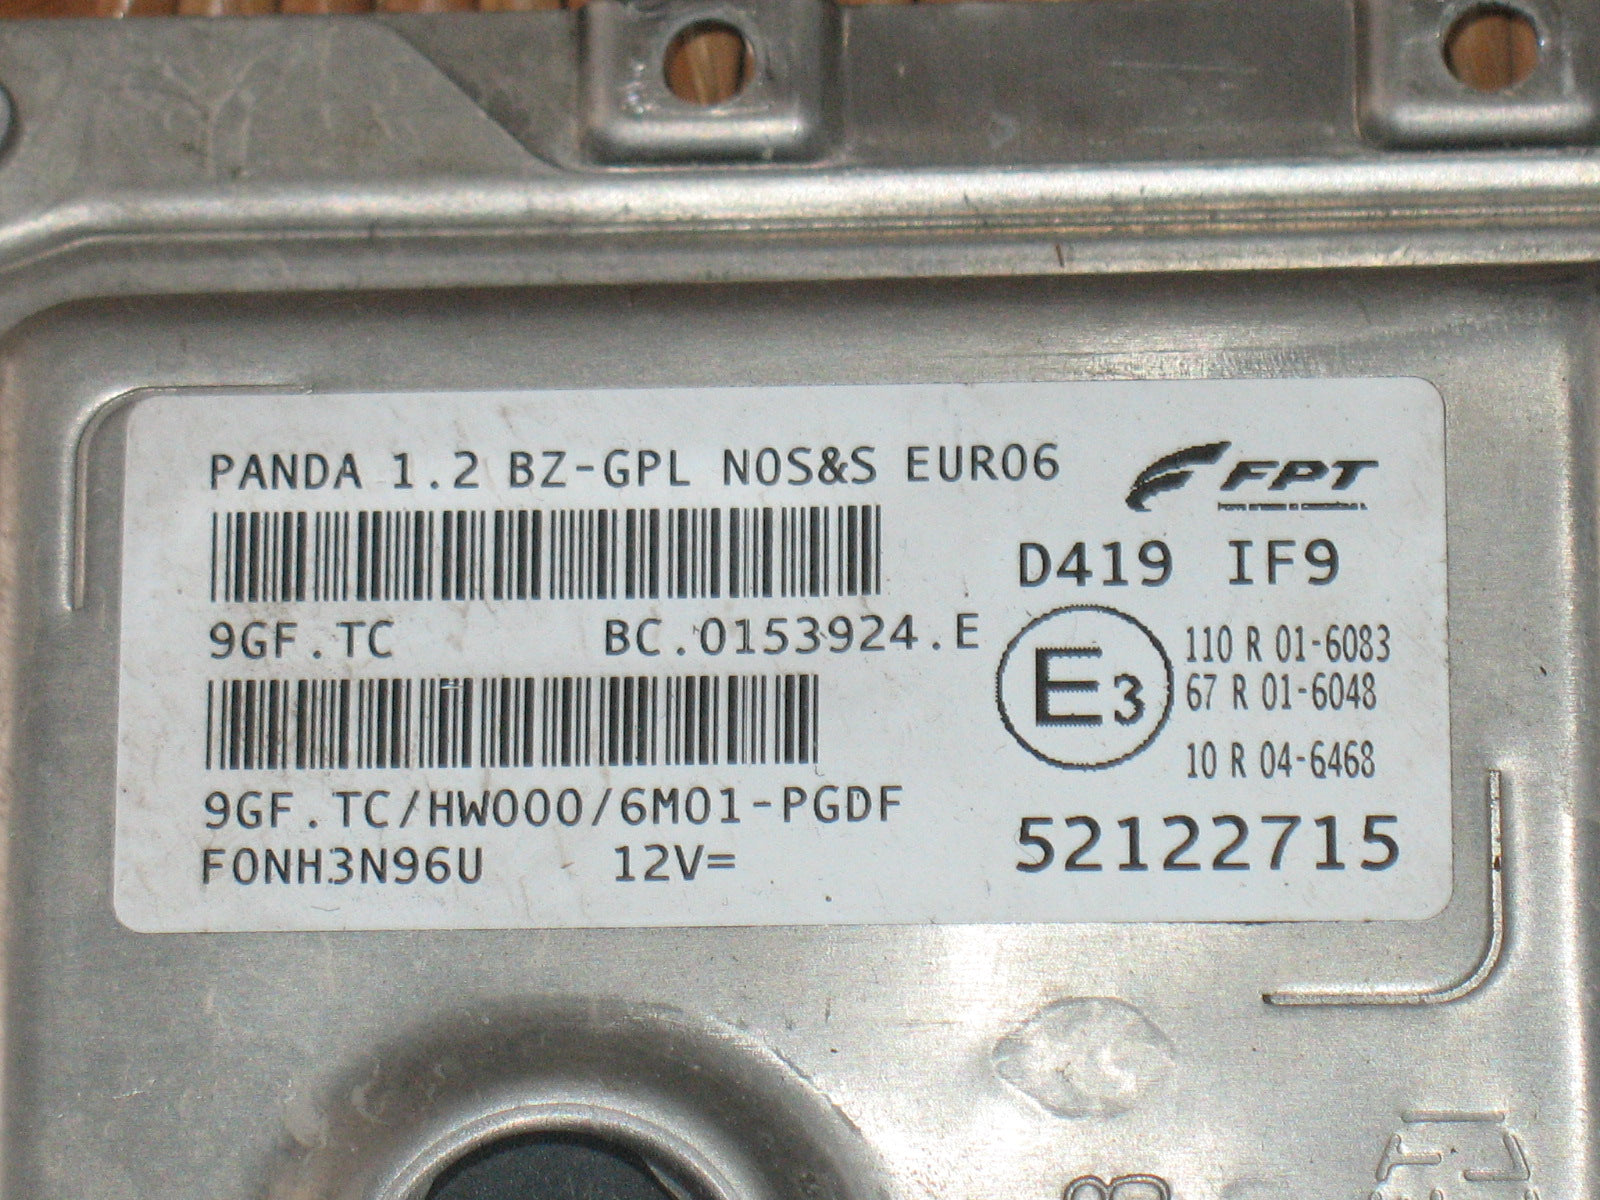 PANDA 1.2 BZ-GPL NOS&S EURO6
FPT
D419 IF9
9GF.TC BC.0153924.E
E3
110 R 01-6083
67 R 01-6048
10 R 04-6468
9GF.TC/HW000/6M01-PGDF
F0NH3N96U 12V=
52122715